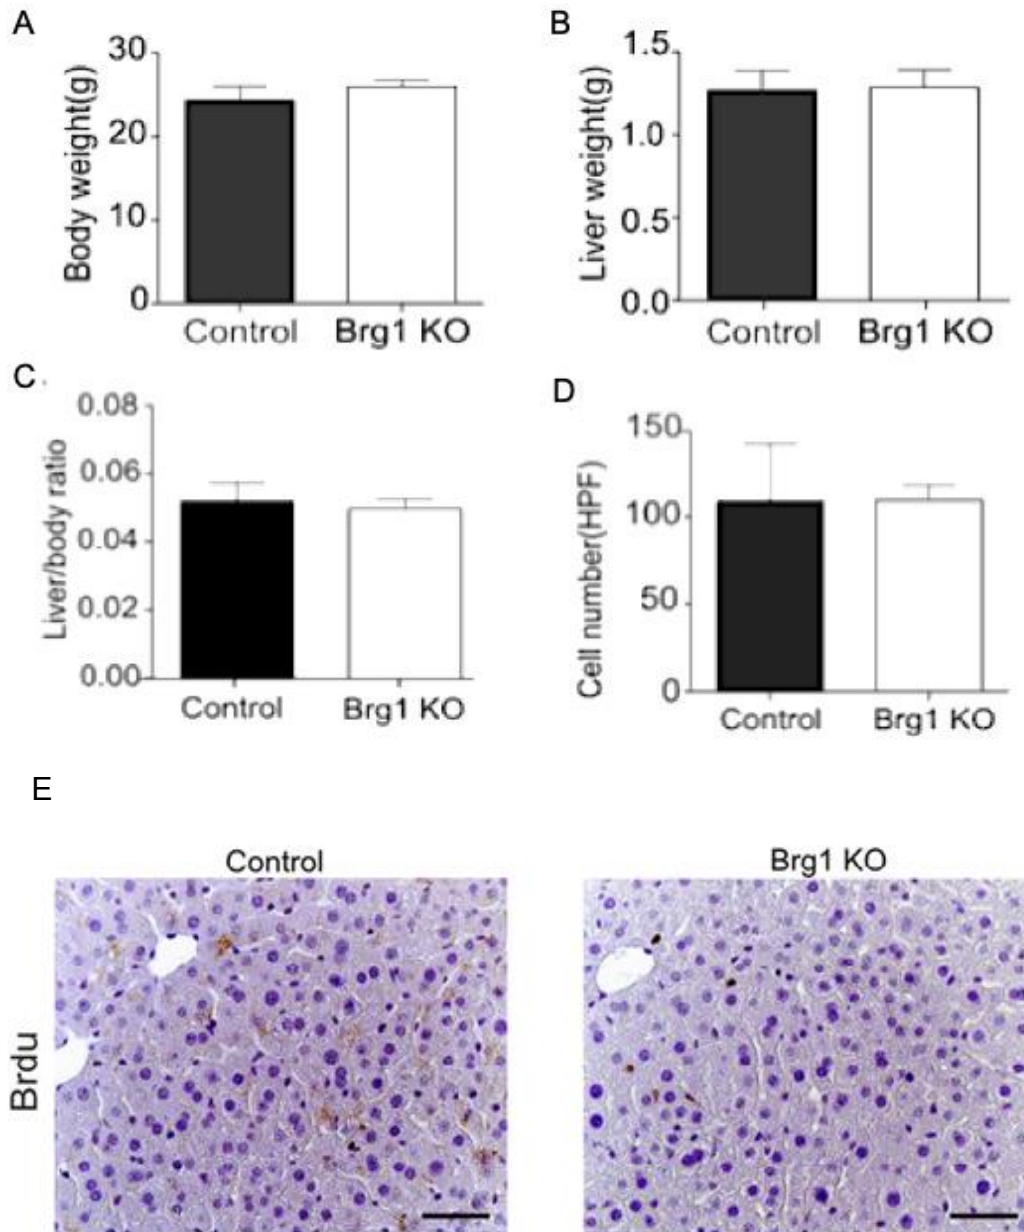 A
Body weight(g)
30
20
10
0
Control Brg1 KO
B
Liver weight(g)
1.5
1.0
0.5
0.0
Control Brg1 KO
C.
Liver/body ratio
0.08
0.06
0.04
0.02
0.00
Control Brg1 KO
D
Cell number(HPF)
150
100
50
0
Control Brg1 KO
E
Control Brg1 KO
Brdu